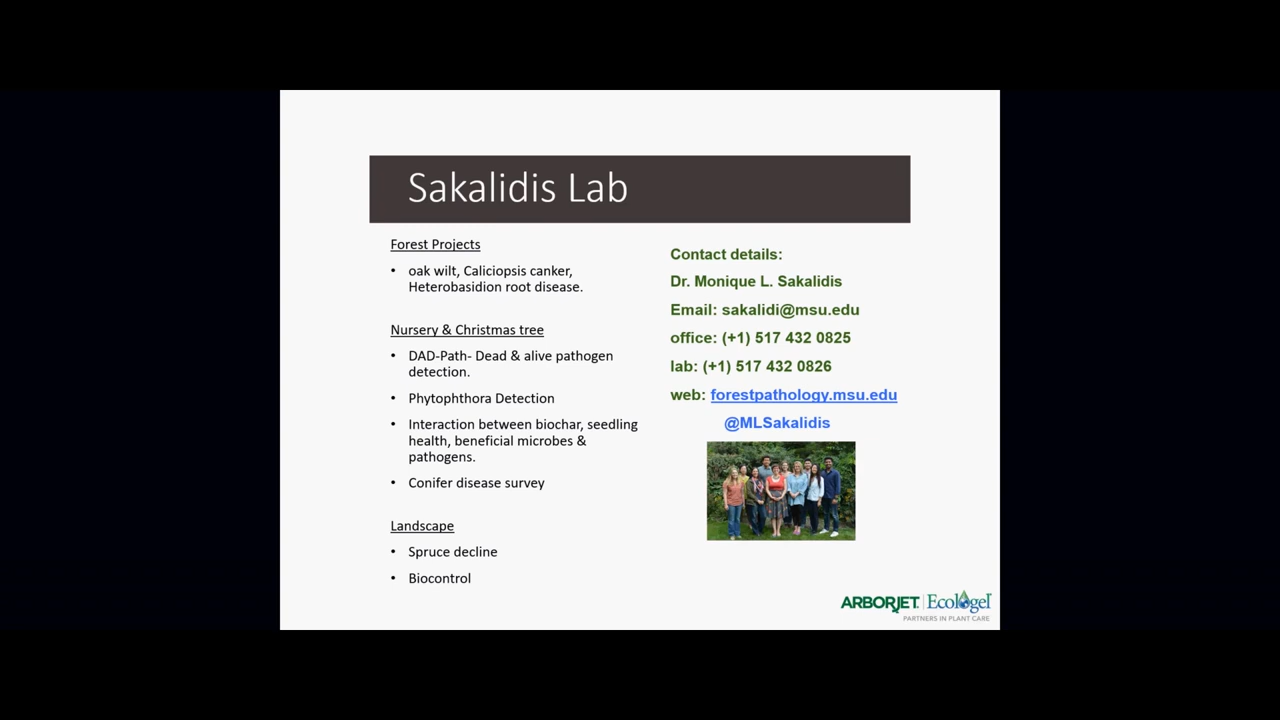 Sakalidis Lab
Forest Projects
• oak wilt, Caliciopsis canker,
Heterobasidion root disease.
Nursery & Christmas tree
• DAD-Path- Dead & alive pathogen
detection.
• Phytophthora Detection
• Interaction between biochar, seedling
health, beneficial microbes &
pathogens.
• Conifer disease survey
Landscape
• Spruce decline
• Biocontrol
Contact details:
Dr. Monique L. Sakalidis
Email: sakalidi@msu.edu
office: (+1) 517 432 0825
lab: (+1) 517 432 0826
web: forestpathology.msu.edu
@MLSakalidis
ARBORJET | Ecologel
PARTNERS IN PLANT CARE